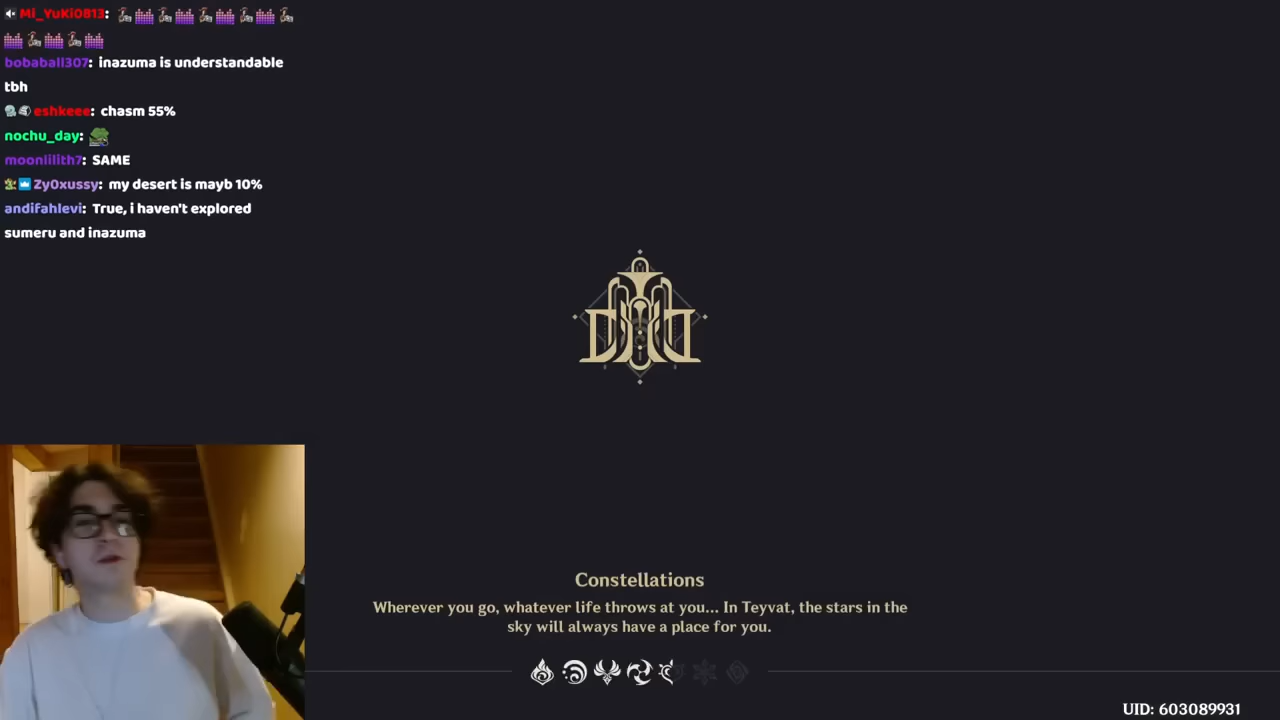 Mi_YuKi0813:
bobaball307: inazuma is understandable
tbh
eshkeee: chasm 55%
nochu_day:
moonlilith7: SAME
ZyOxussy: my desert is mayb 10%
andifahlevi: True, i haven't explored
sumeru and inazuma
Constellations
Wherever you go, whatever life throws at you... In Teyvat, the stars in the
sky will always have a place for you.
UID: 603089931